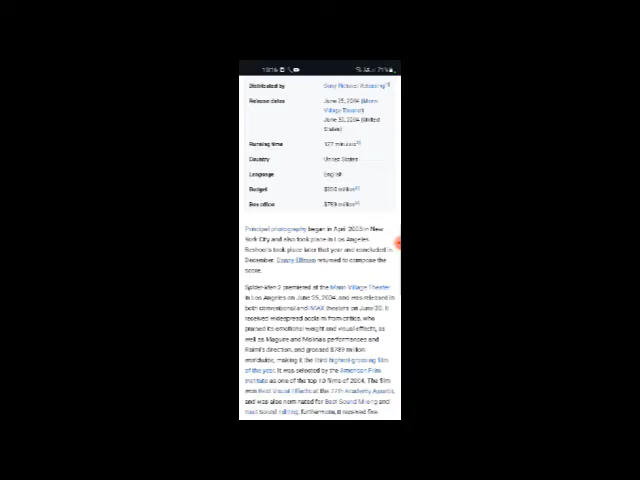 Distributed by Sony Pictures Releasing
Release dates June 25, 2004 (Mann
Village Theater)
June 30, 2004 (United
States)
Running time 127 minutes
Country United States
Language English
Budget $200 million
Box office $789 million
Principal photography began in April 2003 in New
York City and also took place in Los Angeles.
Reshoots took place later that year and concluded in
December. Danny Elfman returned to compose the
score.
Spider-Man 2 premiered at the Mann Village Theater
in Los Angeles on June 25, 2004, and was released in
both conventional and IMAX theaters on June 30. It
received widespread acclaim from critics, who
praised its emotional weight and visual effects, as
well as Maguire and Molina's performances and
Raimi's direction, and grossed $789 million
worldwide, making it the third highest-grossing film
of the year. It was selected by the American Film
Institute as one of the top 10 films of 2004. The film
won Best Visual Effects at the 77th Academy Awards,
and was also nominated for Best Sound Mixing and
Best Sound Editing; furthermore, it received five